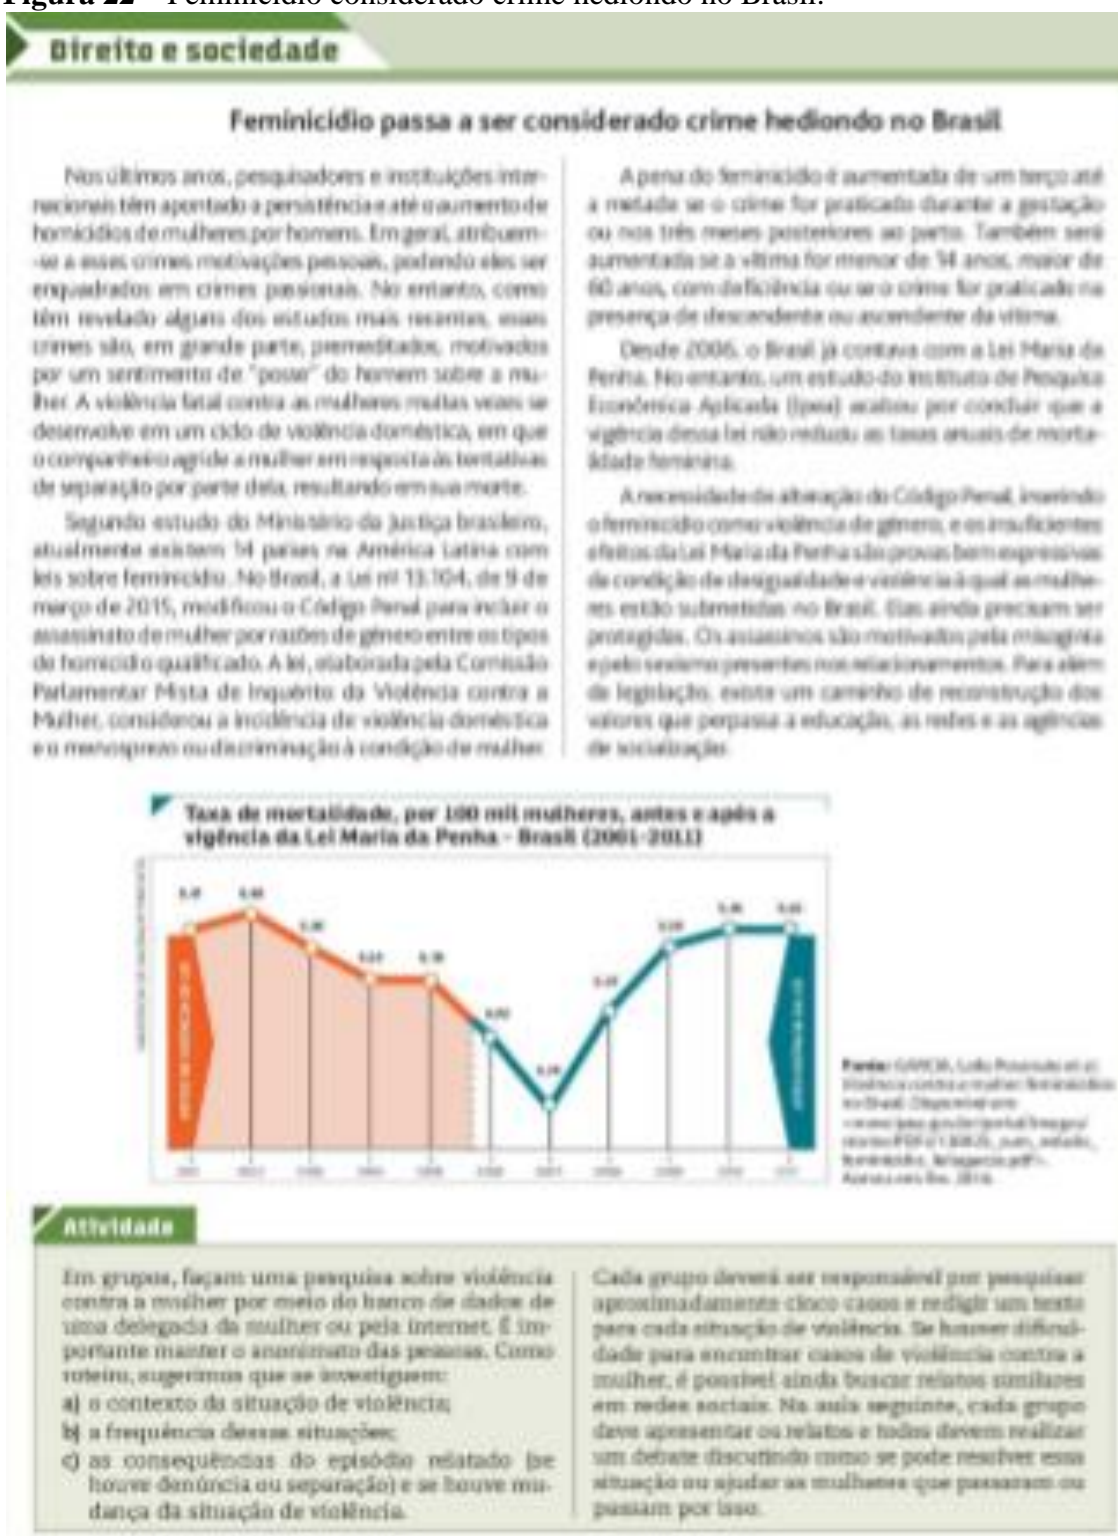 Figura 22 – Feminicídio considerado crime hediondo no Brasil.
Direito e sociedade
Feminicídio passa a ser considerado crime hediondo no Brasil
Nos últimos anos, pesquisadores e instituições inter-
nacionais têm apontado a persistência e até o aumento de
homicídios de mulheres por homens. Em geral, atribuem-
-se a esses crimes motivações pessoais, podendo eles ser
enquadrados em crimes passionais. No entanto, como
têm revelado alguns dos estudos mais recentes, esses
crimes são, em grande parte, premeditados, motivados
por um sentimento de "posse" do homem sobre a mu-
lher. A violência fatal contra as mulheres muitas vezes se
desenvolve em um ciclo de violência doméstica, em que
o companheiro agride a mulher em resposta às tentativas
de separação por parte dela, resultando em sua morte.
Segundo estudo do Ministério da Justiça brasileiro,
atualmente existem 14 países na América Latina com
leis sobre feminicídio. No Brasil, a Lei nº 13.104, de 9 de
março de 2015, modificou o Código Penal para incluir o
assassinato de mulher por razões de gênero entre os tipos
de homicídio qualificado. A lei, elaborada pela Comissão
Parlamentar Mista de Inquérito da Violência contra a
Mulher, considerou a incidência de violência doméstica
e o menosprezo ou discriminação à condição de mulher.
A pena do feminicídio é aumentada de um terço até
a metade se o crime for praticado durante a gestação
ou nos três meses posteriores ao parto. Também será
aumentada se a vítima for menor de 14 anos, maior de
60 anos, com deficiência ou se o crime for praticado na
presença de descendente ou ascendente da vítima.
Desde 2006, o Brasil já contava com a Lei Maria da
Penha. No entanto, um estudo do Instituto de Pesquisa
Econômica Aplicada (Ipea) acabou por concluir que a
vigência dessa lei não reduziu as taxas anuais de morta-
lidade feminina.
A necessidade de alteração do Código Penal, inserindo
o feminicídio como violência de gênero, e os insuficientes
efeitos da Lei Maria da Penha são provas bem expressivas
da condição de desigualdade e violência à qual as mulhe-
res estão submetidas no Brasil. Elas ainda precisam ser
protegidas. Os assassinos são motivados pela misoginia
e pelo sexismo presentes nos relacionamentos. Para além
da legislação, existe um caminho de reconstrução dos
valores que perpassa a educação, as redes e as agências
de socialização.
Taxa de mortalidade, por 100 mil mulheres, antes e após a
vigência da Lei Maria da Penha – Brasil (2001-2011)
Fonte: GARCIA, Leila Posenato et al.
Violência contra a mulher: feminicídios
no Brasil. Disponível em:
Atividade
Em grupos, façam uma pesquisa sobre violência
contra a mulher por meio do banco de dados de
uma delegacia da mulher ou pela internet. É im-
portante manter o anonimato das pessoas. Como
roteiro, sugerimos que se investiguem:
a) o contexto da situação de violência;
b) a frequência dessas situações;
c) as consequências do episódio relatado (se
houve denúncia ou separação) e se houve mu-
dança da situação de violência.
Cada grupo deverá ser responsável por pesquisar
aproximadamente cinco casos e redigir um texto
para cada situação de violência. Se houver dificul-
dade para encontrar casos de violência contra a
mulher, é possível ainda buscar relatos similares
em redes sociais. Na aula seguinte, cada grupo
deve apresentar os relatos e todos devem realizar
um debate discutindo como se pode resolver essa
situação ou ajudar as mulheres que passaram ou
passam por isso.